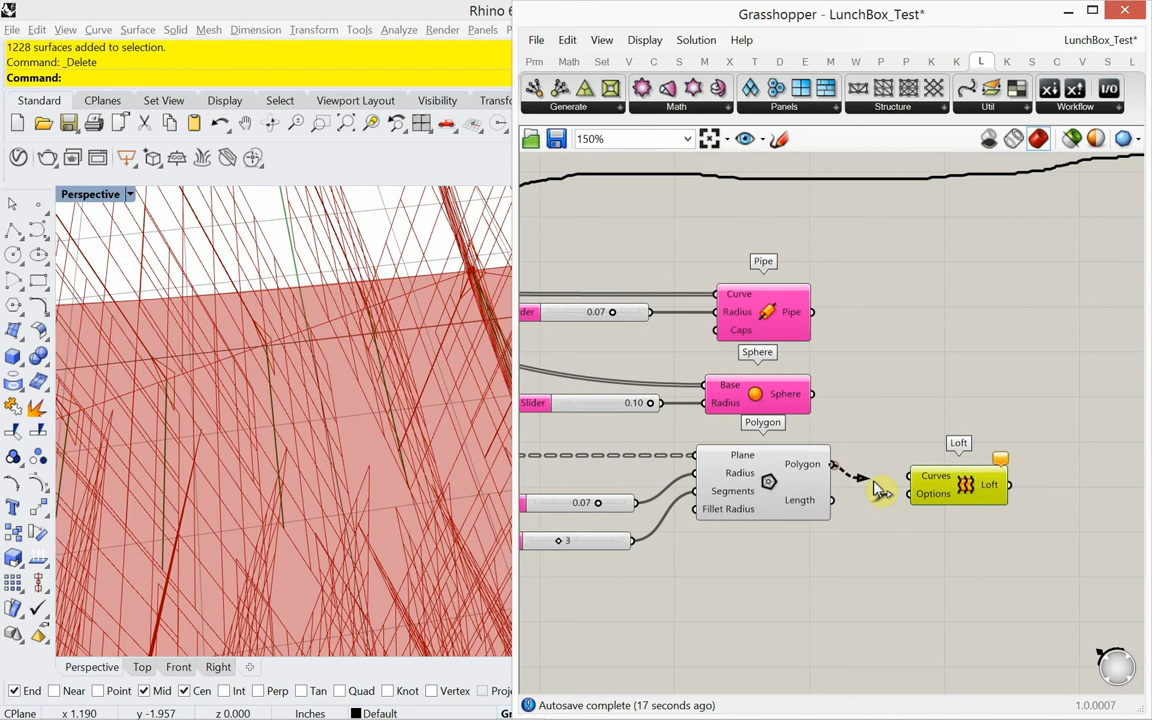 Rhino 6
File Edit View Curve Surface Solid Mesh Dimension Transform Tools Analyze Render Panels
1228 surfaces added to selection.
Command: _Delete
Command:
Standard CPlanes Set View Display Select Viewport Layout Visibility Transfo
Perspective
Perspective Top Front Right
End Near Point Mid Cen Int Perp Tan Quad Knot Vertex Proje
CPlane x 1.190 y -1.957 z 0.000 Inches Default Gr
Grasshopper - LunchBox_Test*
File Edit View Display Solution Help LunchBox_Test*
Prm Math Set V C S M X T D E M W P P K K L V S L
Generate Math Panels Structure Util Workflow
I/O
150%
Pipe
Curve
Radius
Caps
Pipe
der 0.07
Sphere
Base
Radius
Sphere
Slider 0.10
Polygon
Plane
Radius
Segments
Fillet Radius
Polygon
Length
0.07
3
Loft
Curves
Options
Loft
Autosave complete (17 seconds ago) 1.0.0007